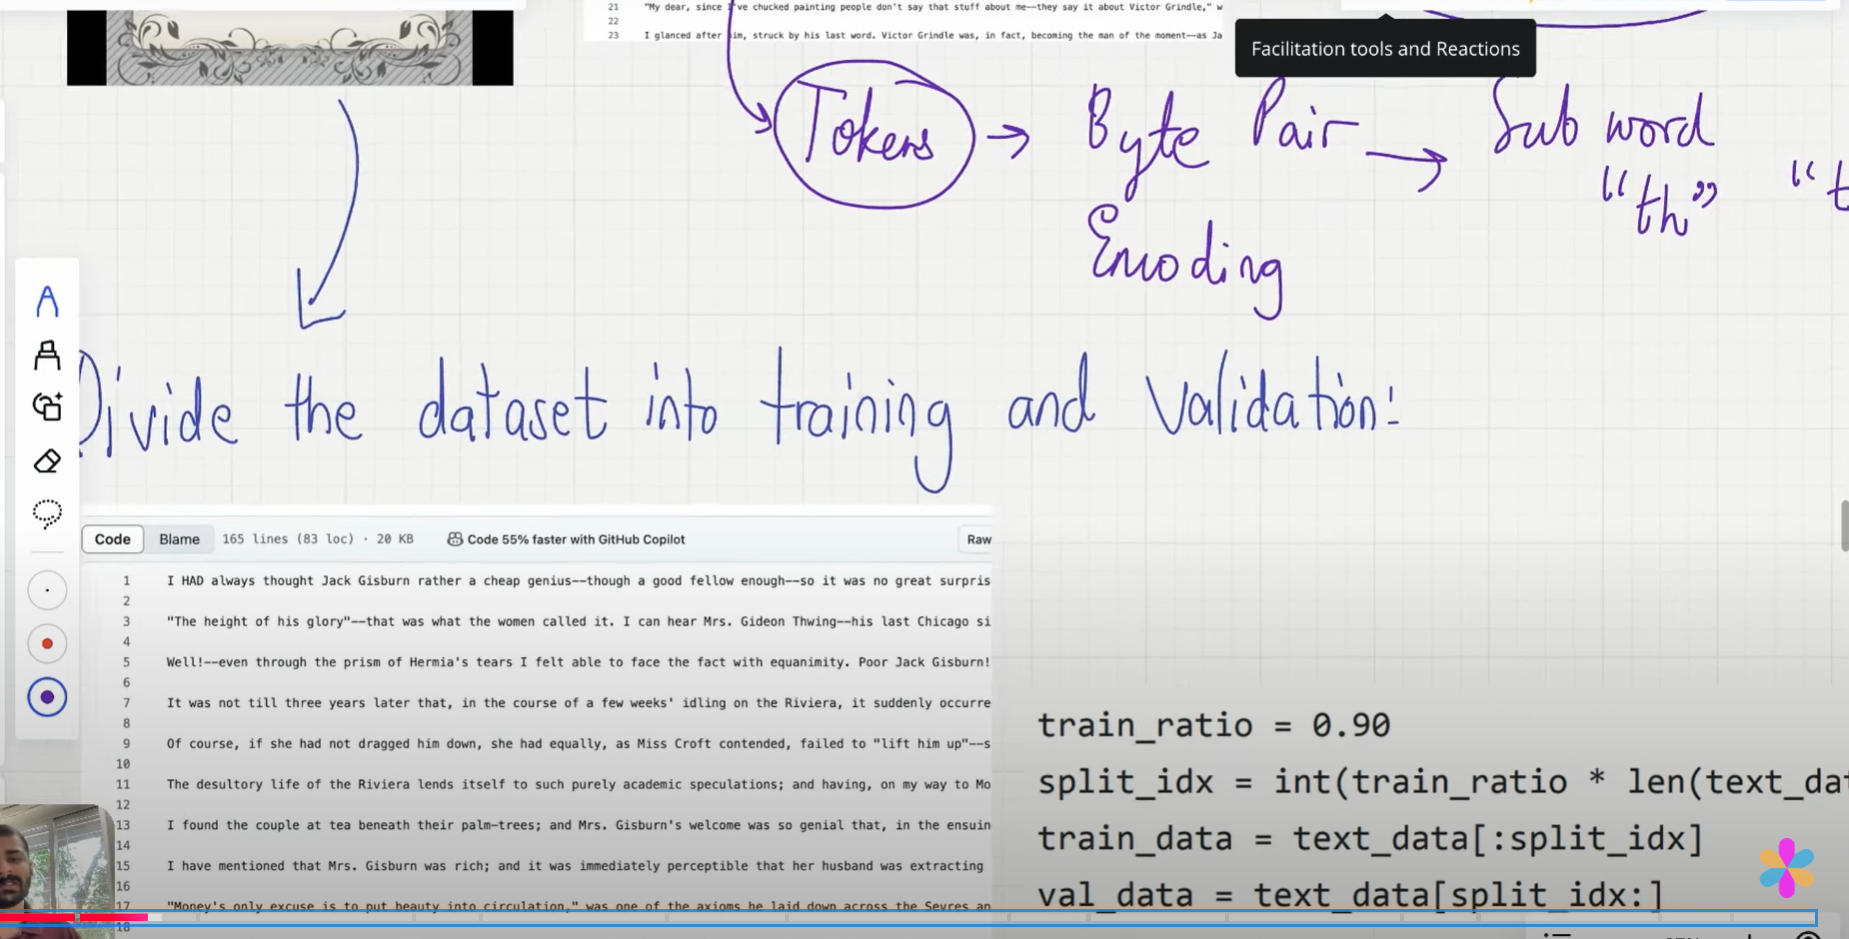 21 "My dear, since I've chucked painting people don't say that stuff about me—they say it about Victor Grindle," w
22
23 I glanced after him, struck by his last word. Victor Grindle was, in fact, becoming the man of the moment—as Ja
Facilitation tools and Reactions
Tokens → Byte Pair → Sub word
"th" "t
Encoding
Divide the dataset into training and validation:
Code Blame 165 lines (83 loc) · 20 KB Code 55% faster with GitHub Copilot Raw
1 I HAD always thought Jack Gisburn rather a cheap genius--though a good fellow enough--so it was no great surpris
2
3 "The height of his glory"--that was what the women called it. I can hear Mrs. Gideon Thwing--his last Chicago si
4
5 Well!--even through the prism of Hermia's tears I felt able to face the fact with equanimity. Poor Jack Gisburn!
6
7 It was not till three years later that, in the course of a few weeks' idling on the Riviera, it suddenly occurre
8
9 Of course, if she had not dragged him down, she had equally, as Miss Croft contended, failed to "lift him up"--s
10
11 The desultory life of the Riviera lends itself to such purely academic speculations; and having, on my way to Mo
12
13 I found the couple at tea beneath their palm-trees; and Mrs. Gisburn's welcome was so genial that, in the ensuin
14
15 I have mentioned that Mrs. Gisburn was rich; and it was immediately perceptible that her husband was extracting
16
17 "Money's only excuse is to put beauty into circulation," was one of the axioms he laid down across the Sevres an
18
train_ratio = 0.90
split_idx = int(train_ratio * len(text_da
train_data = text_data[:split_idx]
val_data = text_data[split_idx:]